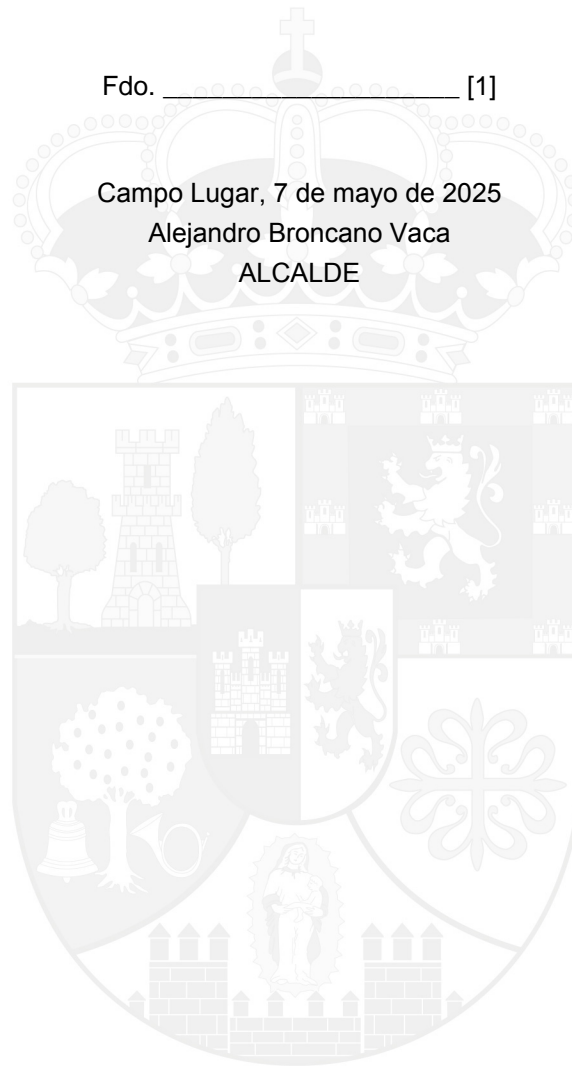 Fdo. ____________________ [1]
Campo Lugar, 7 de mayo de 2025
Alejandro Broncano Vaca
ALCALDE